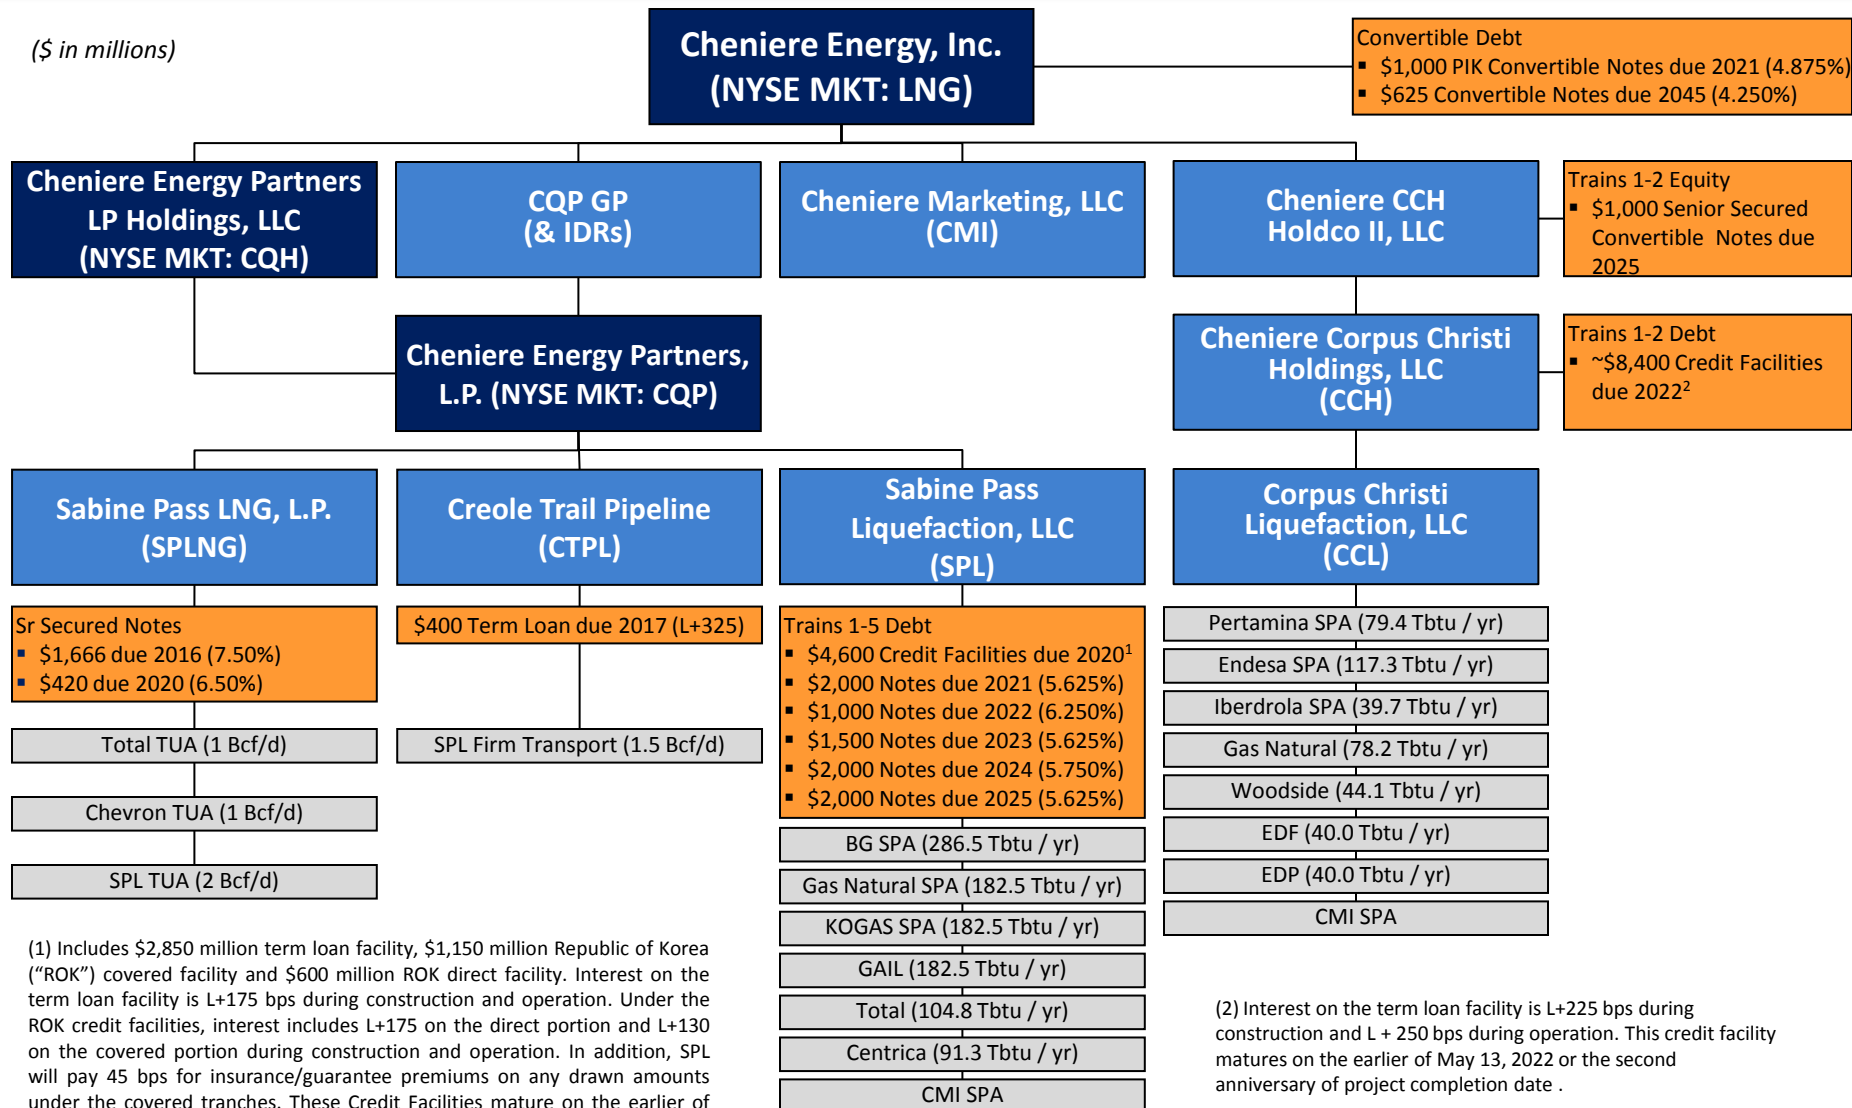 ($ in millions)
Cheniere Energy, Inc.
(NYSE MKT: LNG)
Convertible Debt
▪ $1,000 PIK Convertible Notes due 2021 (4.875%)
▪ $625 Convertible Notes due 2045 (4.250%)
Cheniere Energy Partners
LP Holdings, LLC
(NYSE MKT: CQH)
CQP GP
(& IDRs)
Cheniere Marketing, LLC
(CMI)
Cheniere CCH
Holdco II, LLC
Trains 1-2 Equity
▪ $1,000 Senior Secured
Convertible Notes due
2025
Cheniere Energy Partners,
L.P. (NYSE MKT: CQP)
Cheniere Corpus Christi
Holdings, LLC
(CCH)
Trains 1-2 Debt
▪ ~$8,400 Credit Facilities
due 2022²
Sabine Pass LNG, L.P.
(SPLNG)
Creole Trail Pipeline
(CTPL)
Sabine Pass
Liquefaction, LLC
(SPL)
Corpus Christi
Liquefaction, LLC
(CCL)
Sr Secured Notes
▪ $1,666 due 2016 (7.50%)
▪ $420 due 2020 (6.50%)
Total TUA (1 Bcf/d)
Chevron TUA (1 Bcf/d)
SPL TUA (2 Bcf/d)
$400 Term Loan due 2017 (L+325)
SPL Firm Transport (1.5 Bcf/d)
Trains 1-5 Debt
▪ $4,600 Credit Facilities due 2020¹
▪ $2,000 Notes due 2021 (5.625%)
▪ $1,000 Notes due 2022 (6.250%)
▪ $1,500 Notes due 2023 (5.625%)
▪ $2,000 Notes due 2024 (5.750%)
▪ $2,000 Notes due 2025 (5.625%)
BG SPA (286.5 Tbtu / yr)
Gas Natural SPA (182.5 Tbtu / yr)
KOGAS SPA (182.5 Tbtu / yr)
GAIL (182.5 Tbtu / yr)
Total (104.8 Tbtu / yr)
Centrica (91.3 Tbtu / yr)
CMI SPA
Pertamina SPA (79.4 Tbtu / yr)
Endesa SPA (117.3 Tbtu / yr)
Iberdrola SPA (39.7 Tbtu / yr)
Gas Natural (78.2 Tbtu / yr)
Woodside (44.1 Tbtu / yr)
EDF (40.0 Tbtu / yr)
EDP (40.0 Tbtu / yr)
CMI SPA
(1) Includes $2,850 million term loan facility, $1,150 million Republic of Korea
(“ROK”) covered facility and $600 million ROK direct facility. Interest on the
term loan facility is L+175 bps during construction and operation. Under the
ROK credit facilities, interest includes L+175 on the direct portion and L+130
on the covered portion during construction and operation. In addition, SPL
will pay 45 bps for insurance/guarantee premiums on any drawn amounts
under the covered tranches. These Credit Facilities mature on the earlier of
(2) Interest on the term loan facility is L+225 bps during
construction and L + 250 bps during operation. This credit facility
matures on the earlier of May 13, 2022 or the second
anniversary of project completion date .